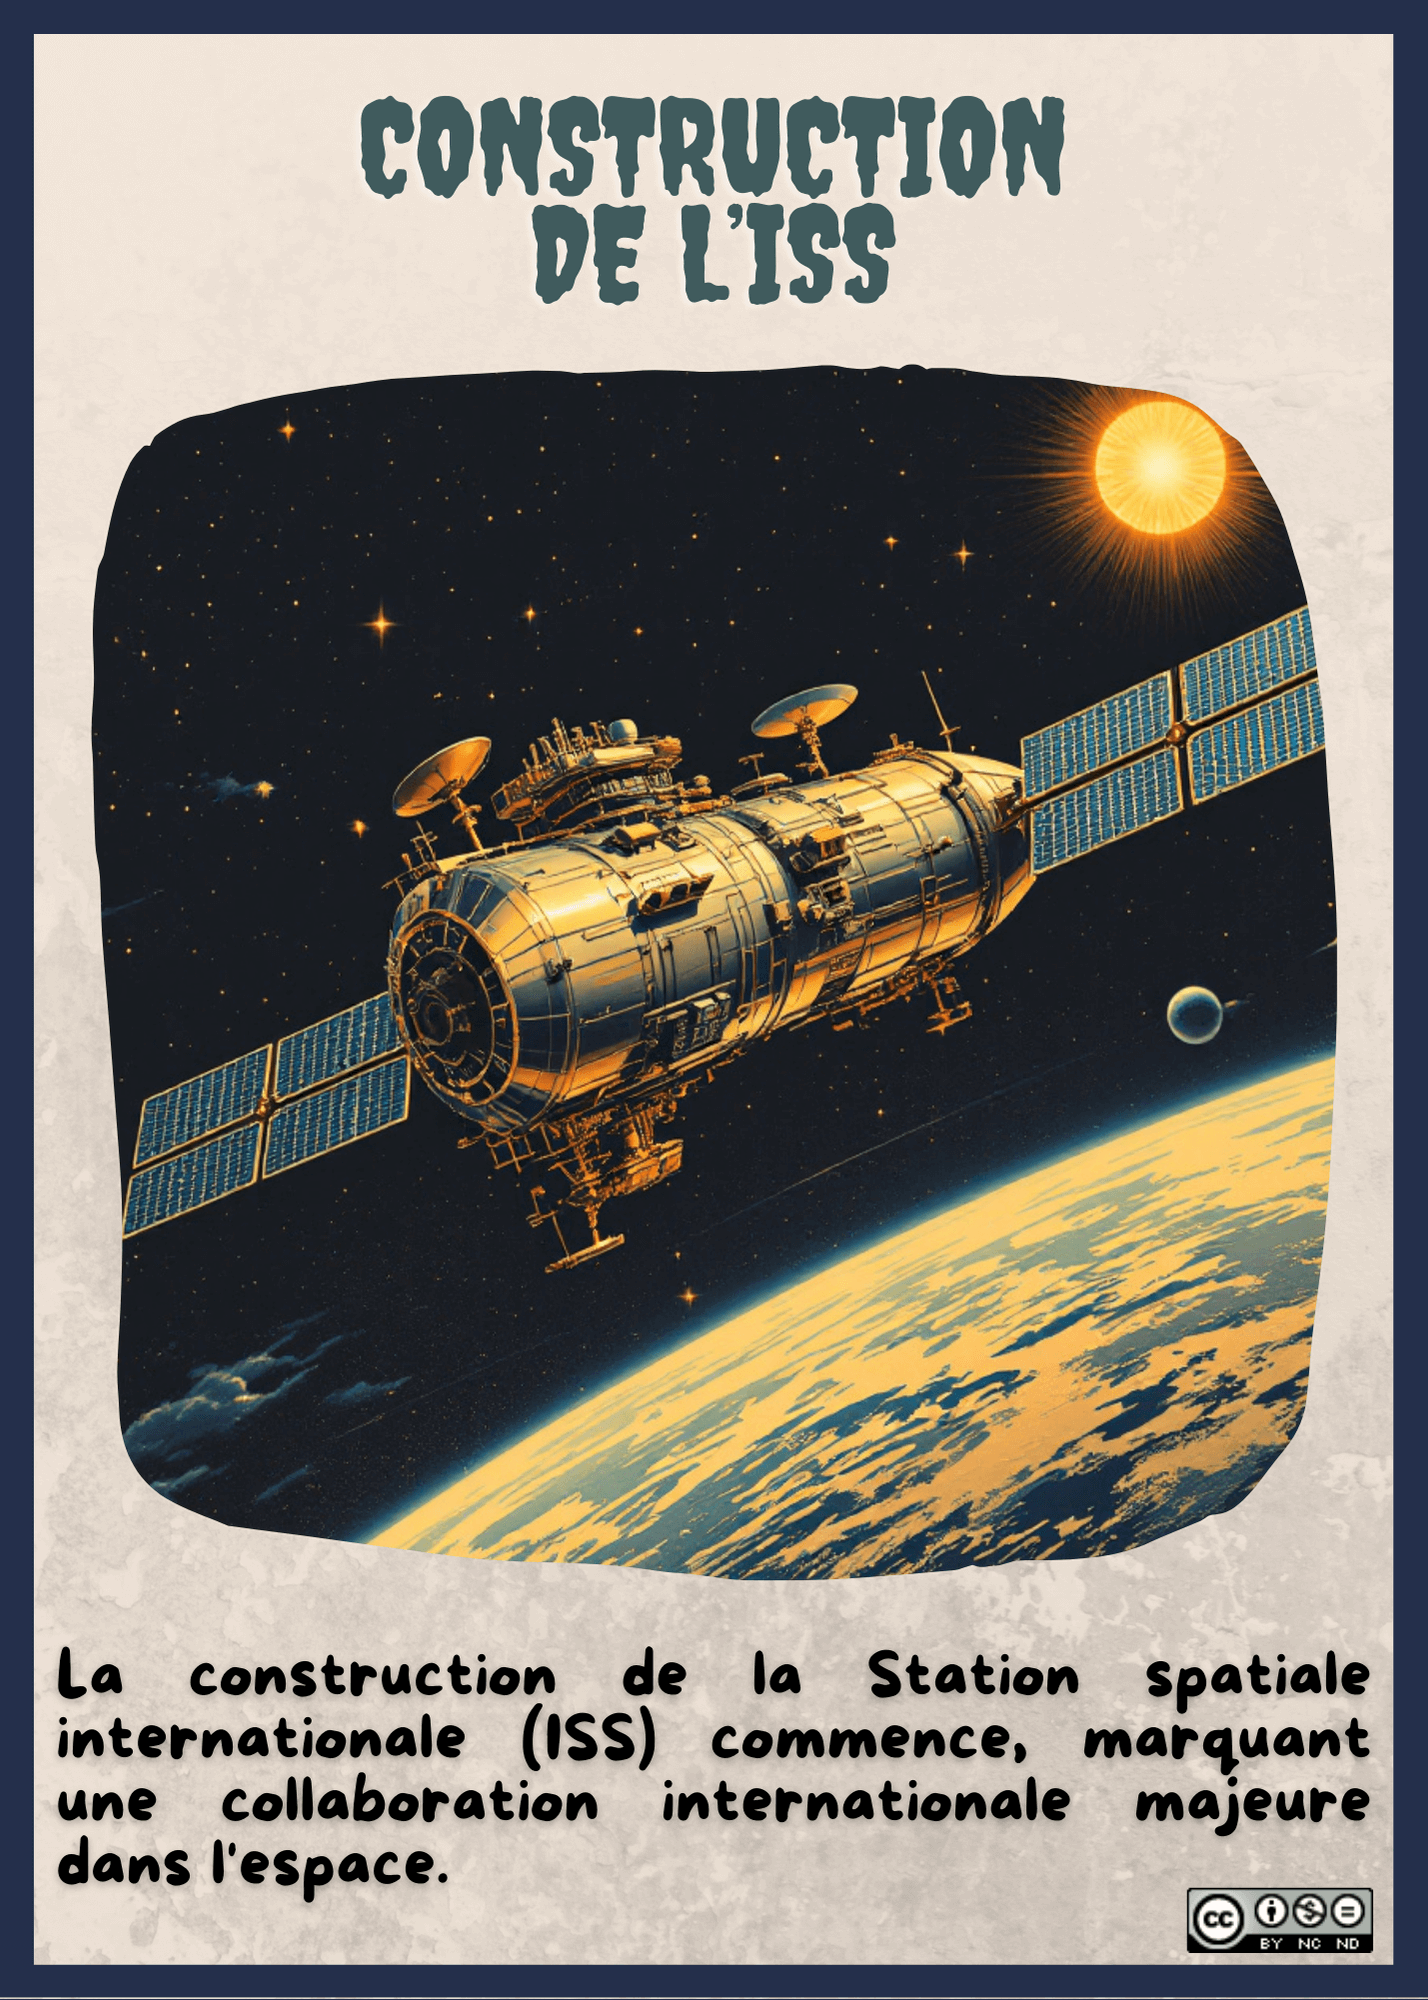 CONSTRUCTION
DE L'ISS
La construction de la Station spatiale
internationale (ISS) commence, marquant
une collaboration internationale majeure
dans l'espace.
cc
BY NC ND